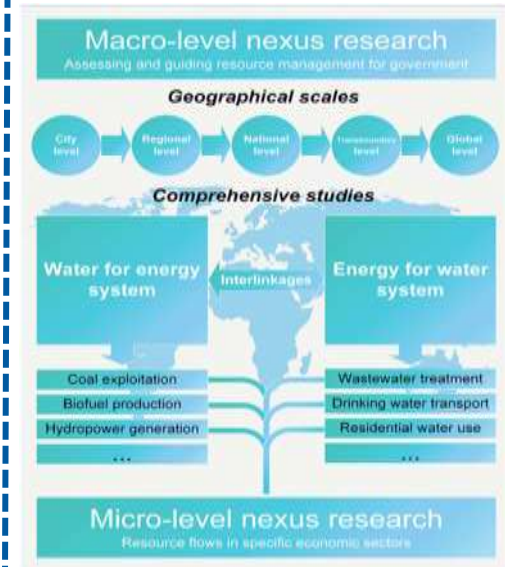 Macro-level nexus research
Assessing and guiding resource management for government
Geographical scales
City level
Regional level
National level
Transboundary level
Global level
Comprehensive studies
Water for energy system
Interlinkages
Energy for water system
Coal exploitation
Biofuel production
Hydropower generation
...
Wastewater treatment
Drinking water transport
Residential water use
...
Micro-level nexus research
Resource flows in specific economic sectors